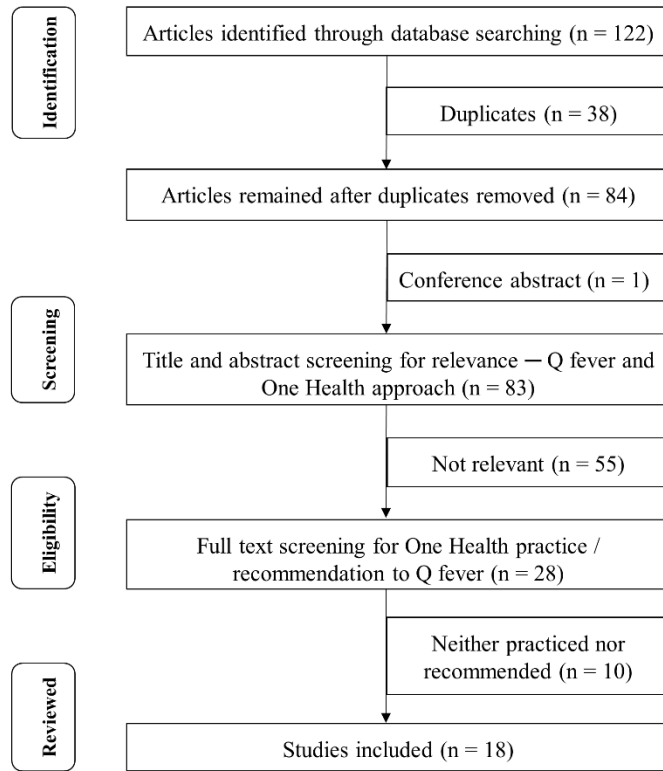 Identification
Articles identified through database searching (n = 122)
Duplicates (n = 38)
Articles remained after duplicates removed (n = 84)
Conference abstract (n = 1)
Screening
Title and abstract screening for relevance — Q fever and
One Health approach (n = 83)
Not relevant (n = 55)
Eligibility
Full text screening for One Health practice /
recommendation to Q fever (n = 28)
Neither practiced nor
recommended (n = 10)
Reviewed
Studies included (n = 18)